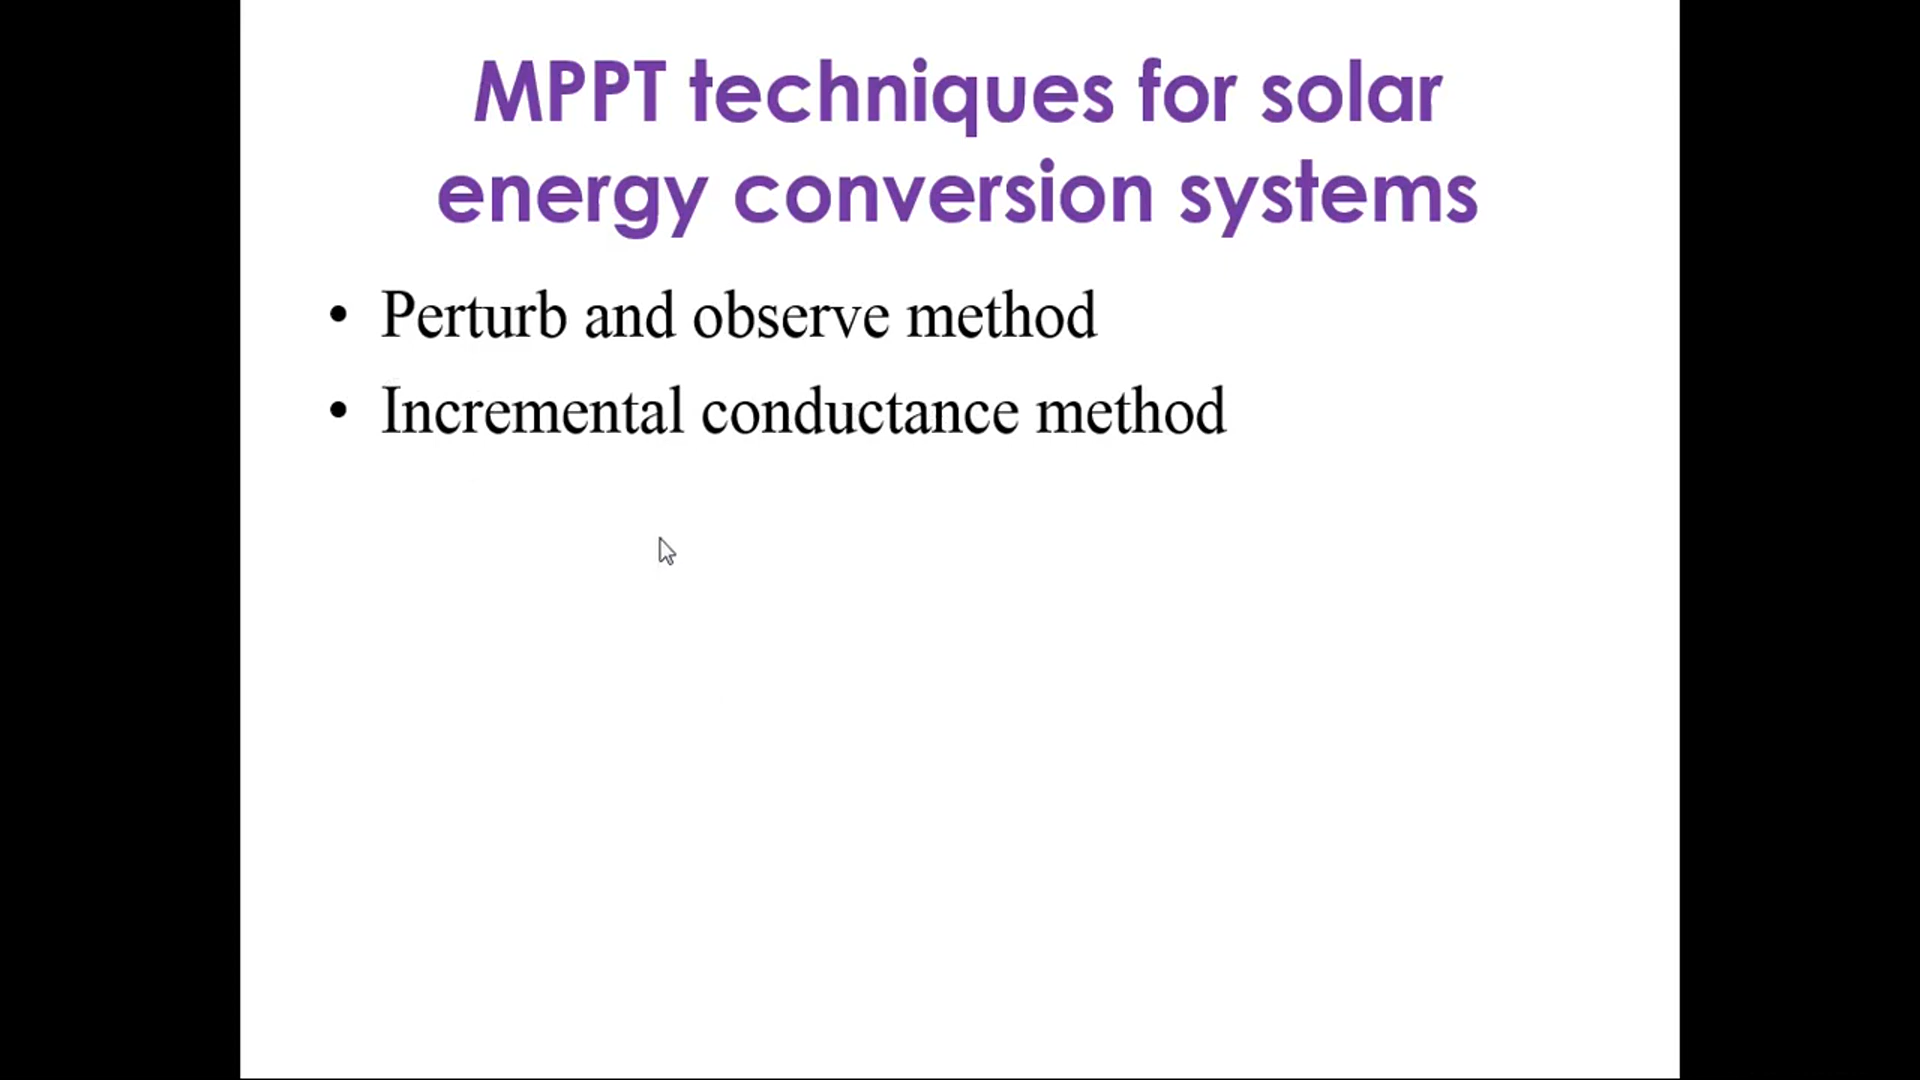 MPPT techniques for solar
energy conversion systems
• Perturb and observe method
• Incremental conductance method